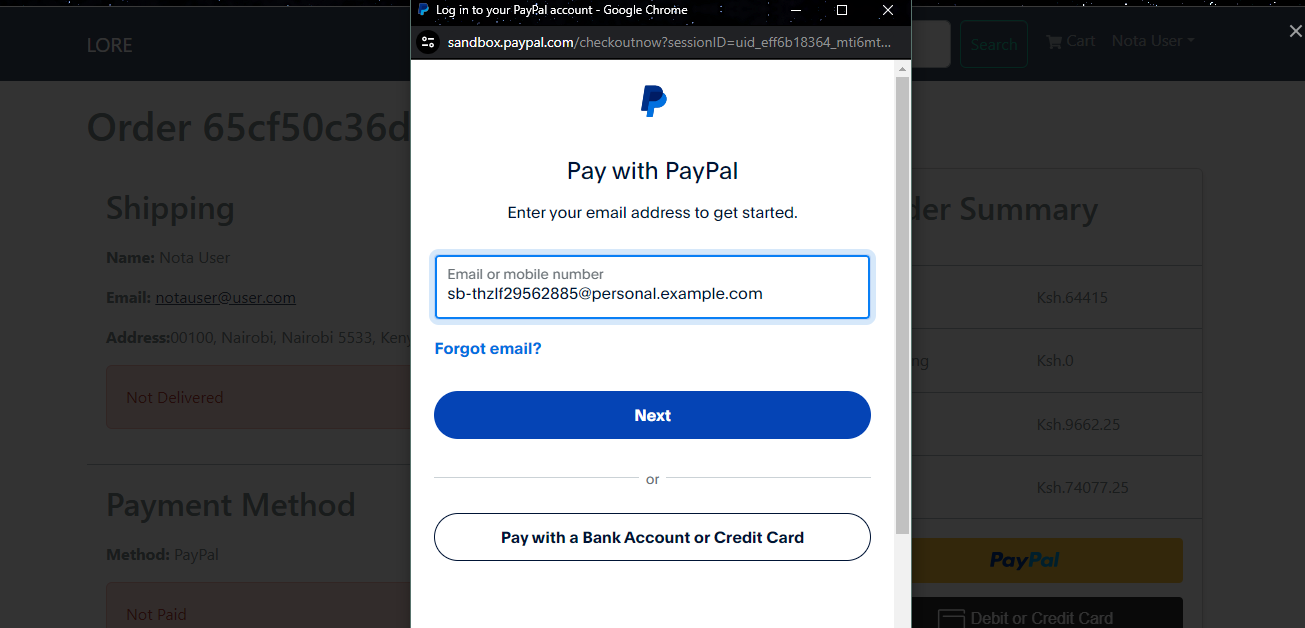 Log in to your PayPal account - Google Chrome
sandbox.paypal.com/checkoutnow?sessionID=uid_eff6b18364_mti6mt...
LORE
Search
Cart
Nota User
Order 65cf50c36d
Shipping
Name: Nota User
Email: notauser@user.com
Address:00100, Nairobi, Nairobi 5533, Keny
Not Delivered
Payment Method
Method: PayPal
Not Paid
Pay with PayPal
Enter your email address to get started.
Email or mobile number
sb-thzlf29562885@personal.example.com
Forgot email?
Next
or
Pay with a Bank Account or Credit Card
der Summary
Ksh.64415
ng
Ksh.0
Ksh.9662.25
Ksh.74077.25
PayPal
Debit or Credit Card